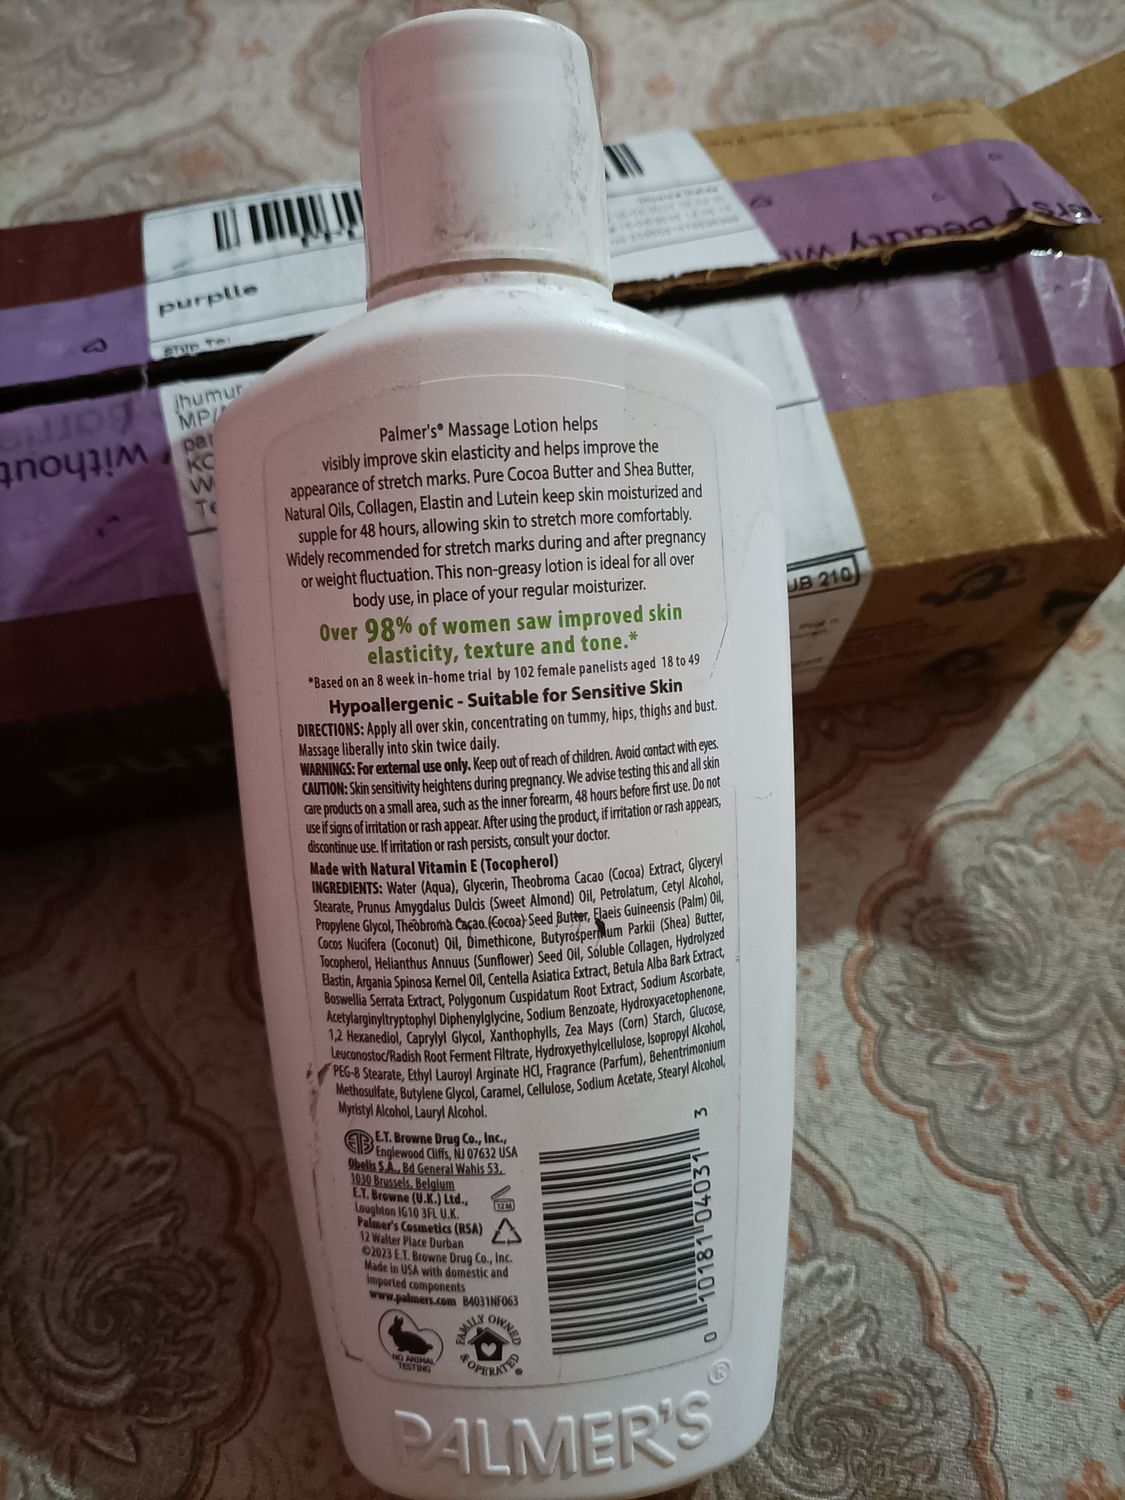 purplle
Ship To:
jhumur
MP/
pa
KO
W
Te
beauty wi
without
UB 210
Palmer's® Massage Lotion helps
visibly improve skin elasticity and helps improve the
appearance of stretch marks. Pure Cocoa Butter and Shea Butter,
Natural Oils, Collagen, Elastin and Lutein keep skin moisturized and
supple for 48 hours, allowing skin to stretch more comfortably.
Widely recommended for stretch marks during and after pregnancy
or weight fluctuation. This non-greasy lotion is ideal for all over
body use, in place of your regular moisturizer.
Over 98% of women saw improved skin
elasticity, texture and tone.*
*Based on an 8 week in-home trial by 102 female panelists aged 18 to 49
Hypoallergenic - Suitable for Sensitive Skin
DIRECTIONS: Apply all over skin, concentrating on tummy, hips, thighs and bust.
Massage liberally into skin twice daily.
WARNINGS: For external use only. Keep out of reach of children. Avoid contact with eyes.
CAUTION: Skin sensitivity heightens during pregnancy. We advise testing this and all skin
care products on a small area, such as the inner forearm, 48 hours before first use. Do not
use if signs of irritation or rash appear. After using the product, if irritation or rash appears,
discontinue use. If irritation or rash persists, consult your doctor.
Made with Natural Vitamin E (Tocopherol)
INGREDIENTS: Water (Aqua), Glycerin, Theobroma Cacao (Cocoa) Extract, Glyceryl
Stearate, Prunus Amygdalus Dulcis (Sweet Almond) Oil, Petrolatum, Cetyl Alcohol,
Propylene Glycol, Theobroma Cacao (Cocoa) Seed Butter, Elaeis Guineensis (Palm) Oil,
Cocos Nucifera (Coconut) Oil, Dimethicone, Butyrospermum Parkii (Shea) Butter,
Tocopherol, Helianthus Annuus (Sunflower) Seed Oil, Soluble Collagen, Hydrolyzed
Elastin, Argania Spinosa Kernel Oil, Centella Asiatica Extract, Betula Alba Bark Extract,
Boswellia Serrata Extract, Polygonum Cuspidatum Root Extract, Sodium Ascorbate,
Acetylarginyltryptophyl Diphenylglycine, Sodium Benzoate, Hydroxyacetophenone,
1,2 Hexanediol, Caprylyl Glycol, Xanthophylls, Zea Mays (Corn) Starch, Glucose,
Leuconostoc/Radish Root Ferment Filtrate, Hydroxyethylcellulose, Isopropyl Alcohol,
PEG-8 Stearate, Ethyl Lauroyl Arginate HCl, Fragrance (Parfum), Behentrimonium
Methosulfate, Butylene Glycol, Caramel, Cellulose, Sodium Acetate, Stearyl Alcohol,
Myristyl Alcohol, Lauryl Alcohol.
E.T. Browne Drug Co., Inc.,
Englewood Cliffs, NJ 07632 USA
Obelis S.A., Bd Général Wahis 53,
1030 Brussels, Belgium
E.T. Browne (U.K.) Ltd.,
Loughton IG10 3FL U.K.
Palmer's Cosmetics (RSA)
12 Walter Place Durban
©2023 E.T. Browne Drug Co., Inc.
Made in USA with domestic and
imported components
www.palmers.com B4031NF063
12M
0 10181 04031 3
NO ANIMAL
TESTING
FAMILY OWNED
& OPERATED®
PALMER'S®